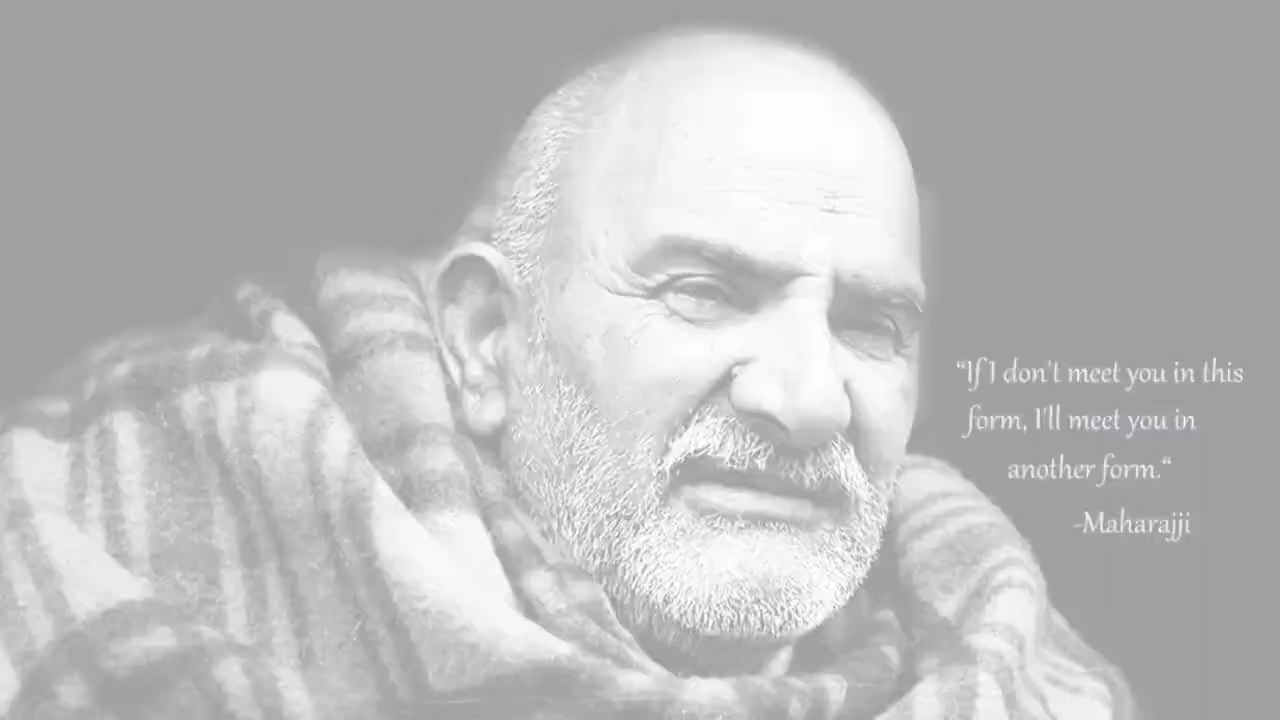 “If I don't meet you in this
form, I'll meet you in
another form.“
-Maharajji